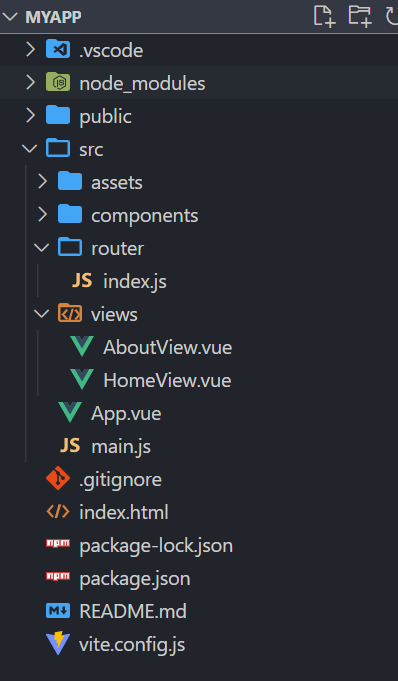 MYAPP
.vscode
node_modules
public
src
assets
components
router
JS index.js
views
AboutView.vue
HomeView.vue
App.vue
JS main.js
.gitignore
index.html
npm package-lock.json
npm package.json
README.md
vite.config.js